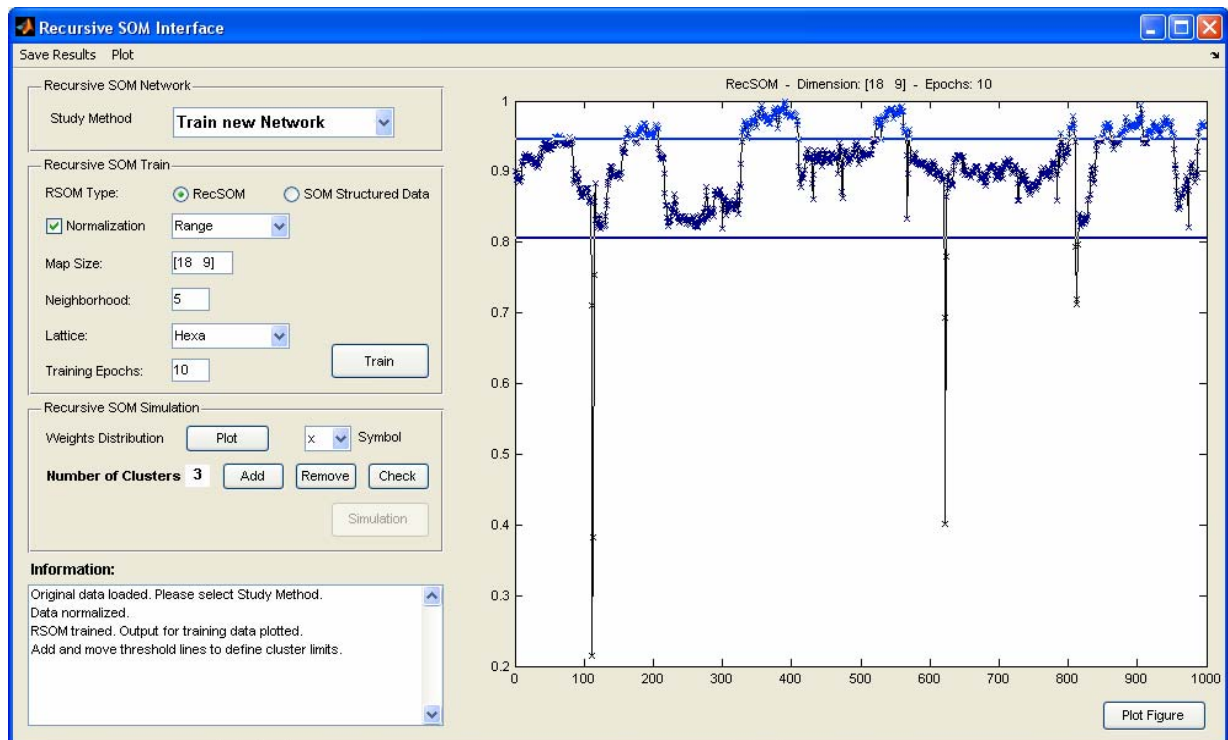 Recursive SOM Interface
Save Results Plot
Recursive SOM Network
Study Method Train new Network
Recursive SOM Train
RSOM Type: RecSOM SOM Structured Data
Normalization Range
Map Size: [18 9]
Neighborhood: 5
Lattice: Hexa
Training Epochs: 10
Train
Recursive SOM Simulation
Weights Distribution Plot x Symbol
Number of Clusters 3 Add Remove Check
Simulation
Information:
Original data loaded. Please select Study Method.
Data normalized.
RSOM trained. Output for training data plotted.
Add and move threshold lines to define cluster limits.
RecSOM - Dimension: [18 9] - Epochs: 10
1
0.9
0.8
0.7
0.6
0.5
0.4
0.3
0.2
0 100 200 300 400 500 600 700 800 900 1000
Plot Figure